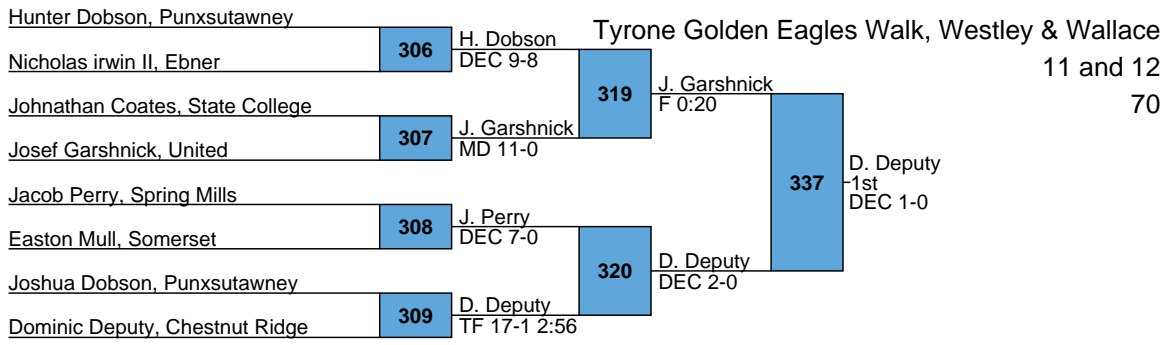 Tyrone Golden Eagles Walk, Westley & Wallace
11 and 12
70
Hunter Dobson, Punxsutawney
Nicholas irwin II, Ebner
306
H. Dobson
DEC 9-8
Johnathan Coates, State College
Josef Garshnick, United
307
J. Garshnick
MD 11-0
319
J. Garshnick
F 0:20
Jacob Perry, Spring Mills
Easton Mull, Somerset
308
J. Perry
DEC 7-0
Joshua Dobson, Punxsutawney
Dominic Deputy, Chestnut Ridge
309
D. Deputy
TF 17-1 2:56
320
D. Deputy
DEC 2-0
337
D. Deputy
1st
DEC 1-0